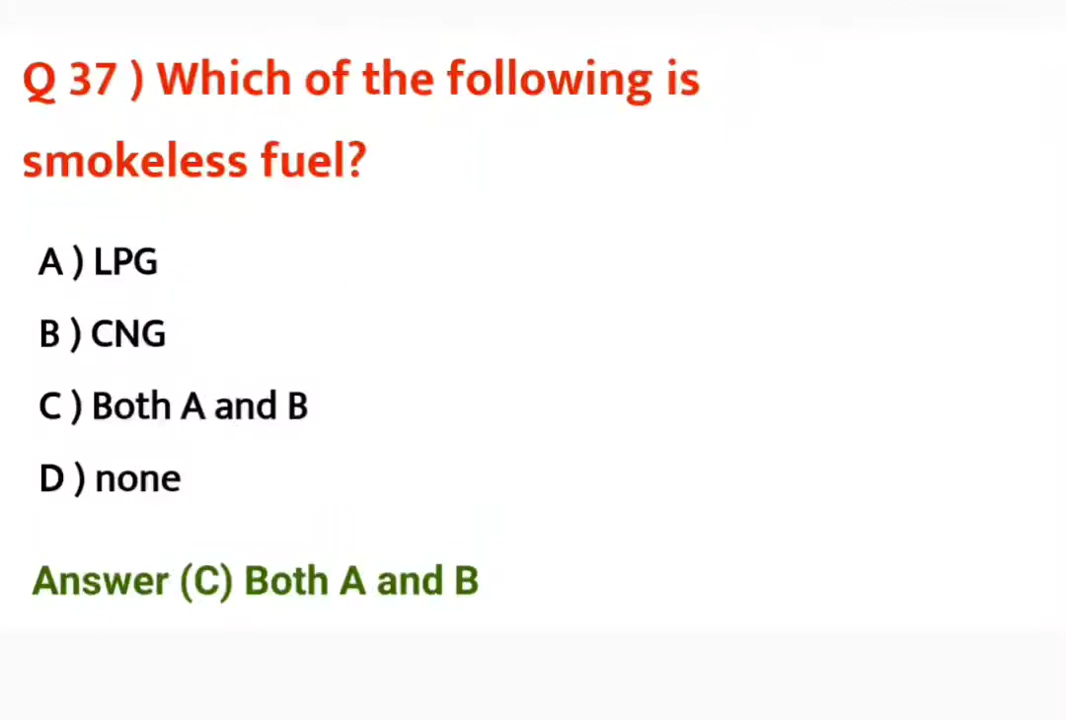 Q 37 ) Which of the following is
smokeless fuel?
A ) LPG
B ) CNG
C ) Both A and B
D ) none
Answer (C) Both A and B